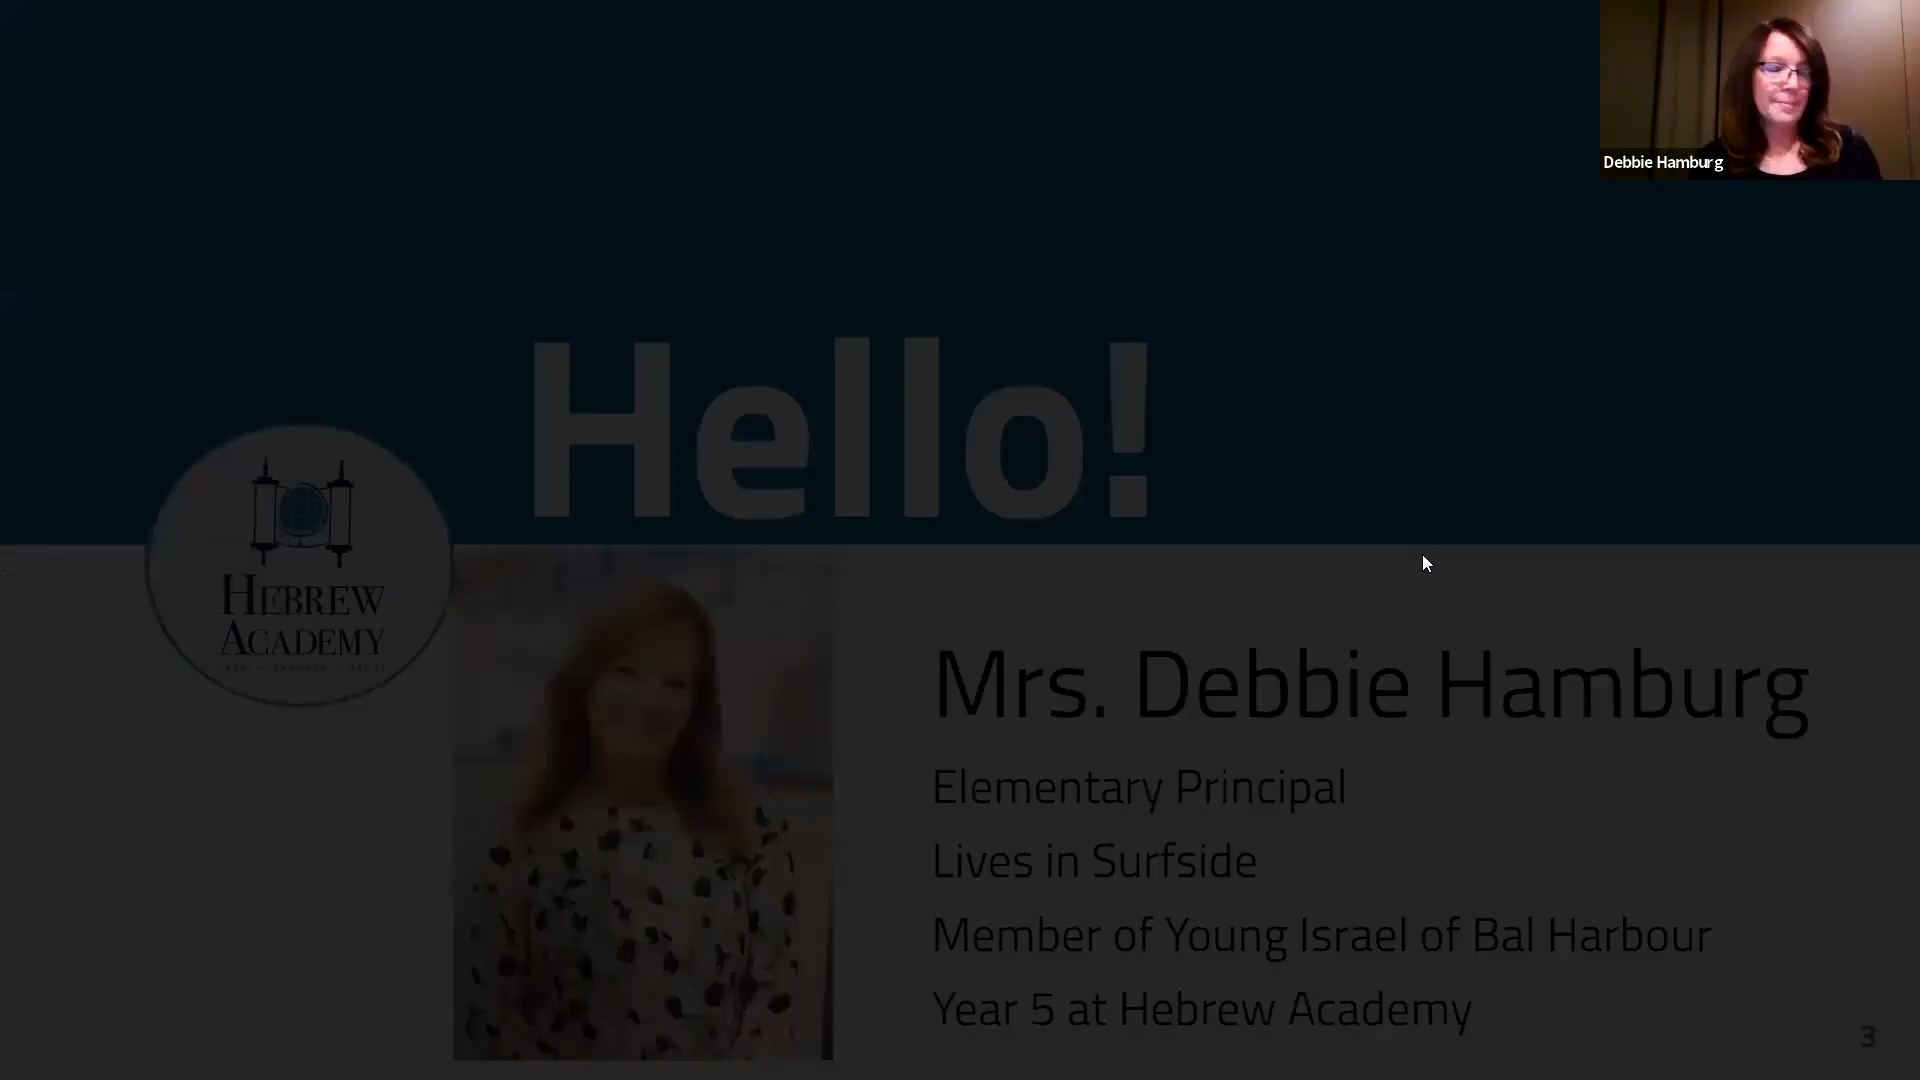 Debbie Hamburg
Hello!
HEBREW
ACADEMY
Mrs. Debbie Hamburg
Elementary Principal
Lives in Surfside
Member of Young Israel of Bal Harbour
Year 5 at Hebrew Academy
3